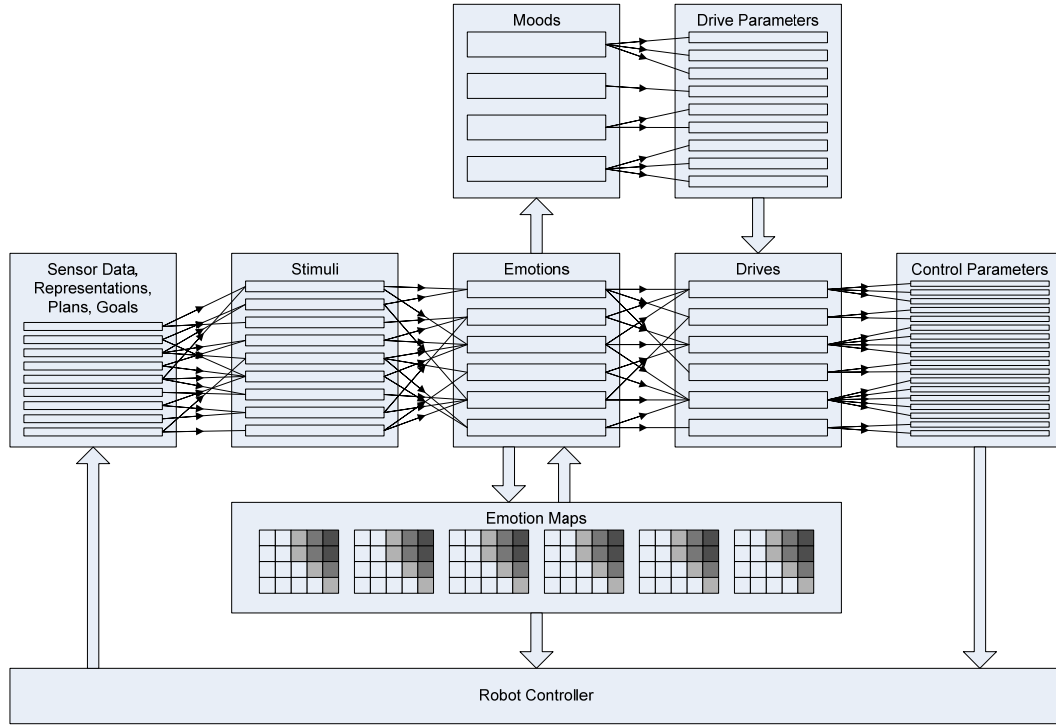 Moods
Drive Parameters
Sensor Data,
Representations,
Plans, Goals
Stimuli
Emotions
Drives
Control Parameters
Emotion Maps
Robot Controller